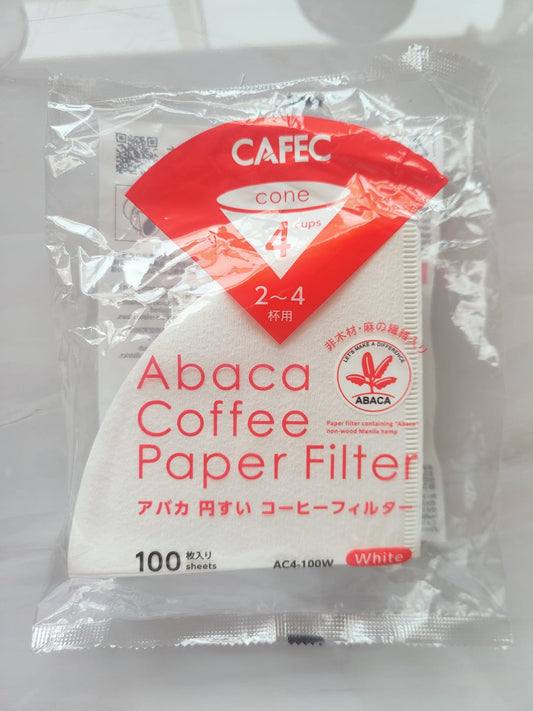 CAFEC
cone
4 cups
2～4
杯用
非木材・麻の繊維入り
LET'S MAKE A DIFFERENCE
ABACA
Paper filter containing "Abaca"
non-wood Manila hemp
Abaca
Coffee
Paper Filter
アバカ 円すい コーヒーフィルター
100 枚入り
sheets
AC4-100W
White